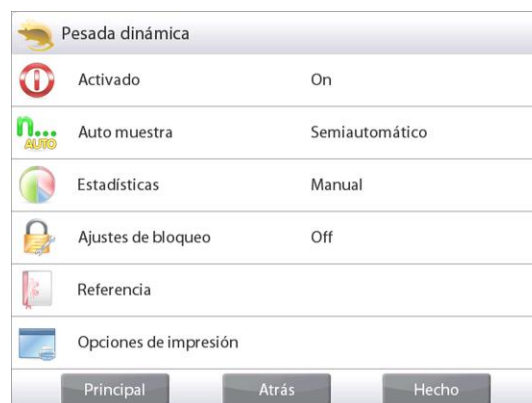 Pesada dinámica
Activado On
n... AUTO Auto muestra Semiautomático
Estadísticas Manual
Ajustes de bloqueo Off
Referencia
Opciones de impresión
Principal Atrás Hecho